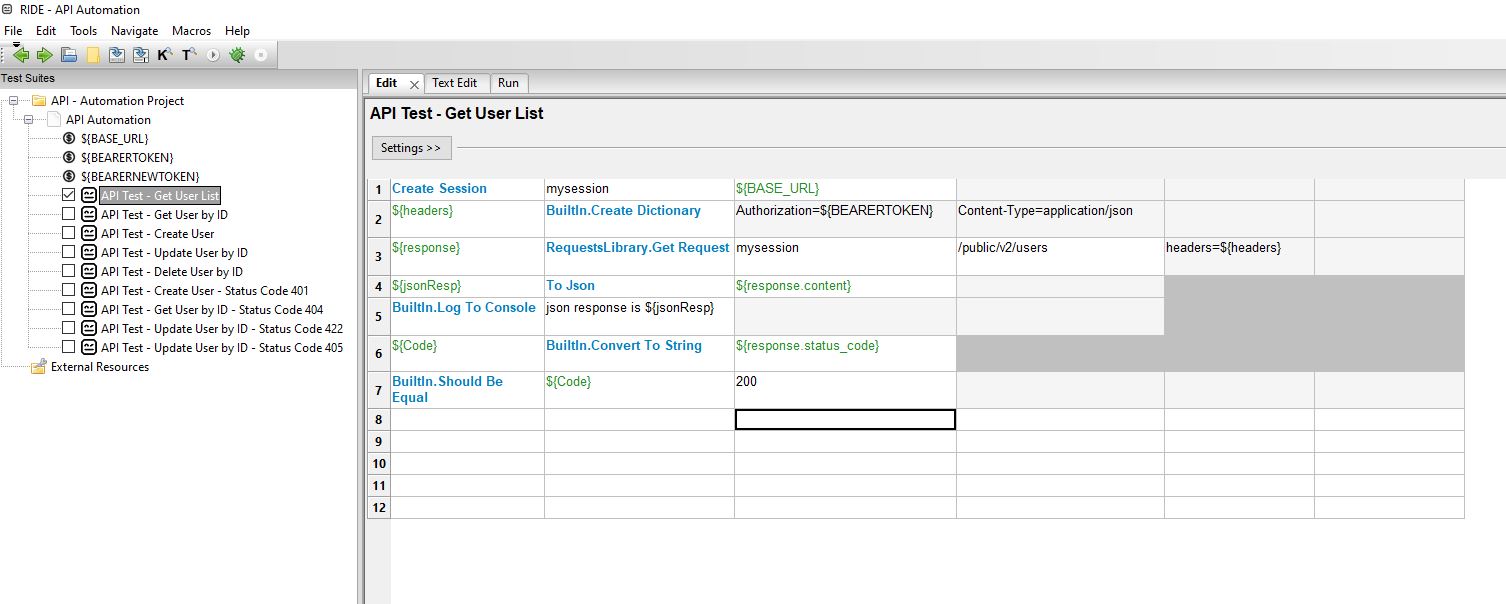 RIDE - API Automation
File Edit Tools Navigate Macros Help
K T
Test Suites
API - Automation Project
API Automation
${BASE_URL}
${BEARERTOKEN}
${BEARERNEWTOKEN}
API Test - Get User List
API Test - Get User by ID
API Test - Create User
API Test - Update User by ID
API Test - Delete User by ID
API Test - Create User - Status Code 401
API Test - Get User by ID - Status Code 404
API Test - Update User by ID - Status Code 422
API Test - Update User by ID - Status Code 405
External Resources
Edit Text Edit Run
API Test - Get User List
Settings >>
1 Create Session mysession ${BASE_URL}
2 ${headers} BuiltIn.Create Dictionary Authorization=${BEARERTOKEN} Content-Type=application/json
3 ${response} RequestsLibrary.Get Request mysession /public/v2/users headers=${headers}
4 ${jsonResp} To Json ${response.content}
5 BuiltIn.Log To Console json response is ${jsonResp}
6 ${Code} BuiltIn.Convert To String ${response.status_code}
7 BuiltIn.Should Be ${Code} 200
Equal
8
9
10
11
12